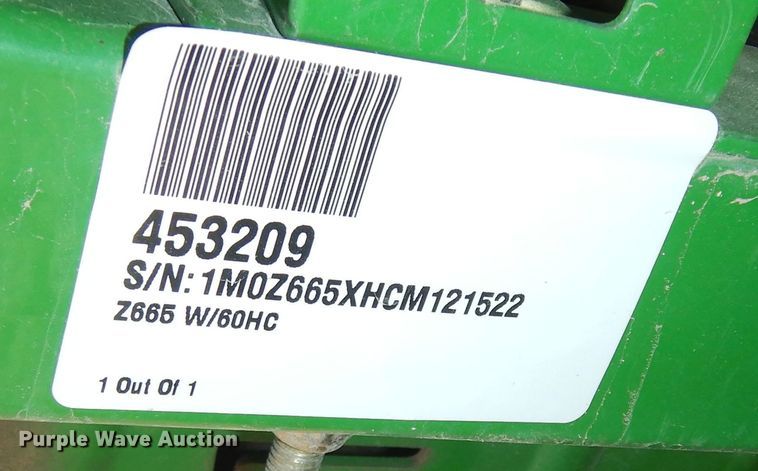 453209
S/N: 1M0Z665XHCM121522
Z665 W/60HC
1 Out Of 1
Purple Wave Auction